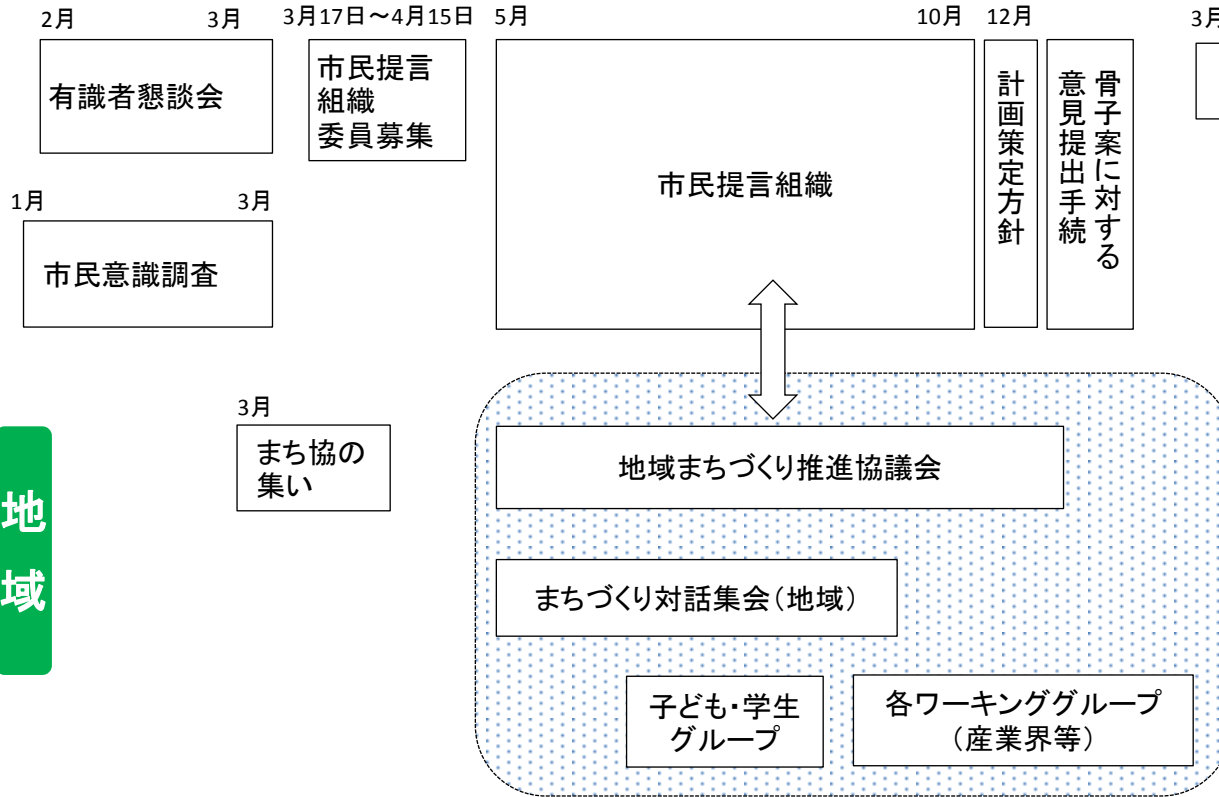 2月 3月 3月17日～4月15日 5月 10月 12月 3月
有識者懇談会
市民提言
組織
委員募集
市民提言組織
計画策定方針
骨子案に対する
意見提出手続
1月 3月
市民意識調査
3月
まち協の
集い
地域
地域まちづくり推進協議会
まちづくり対話集会（地域）
子ども・学生
グループ
各ワーキンググループ
（産業界等）